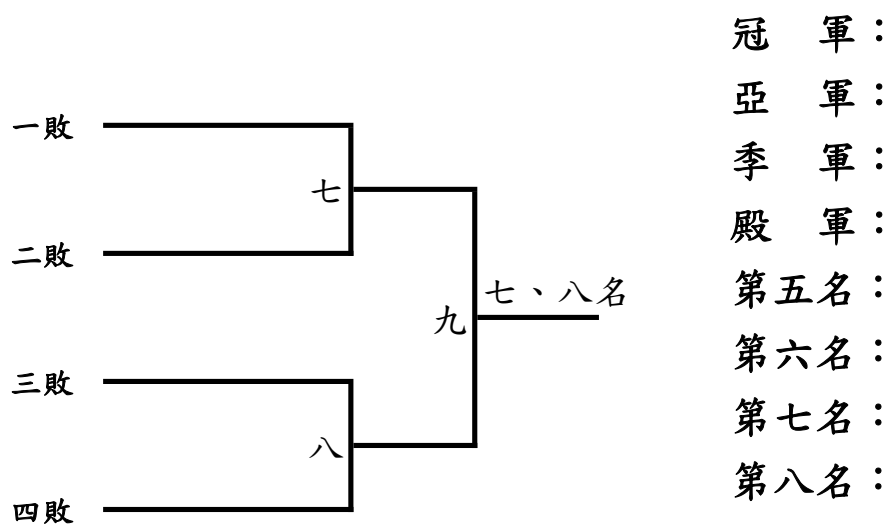 一敗
二敗
三敗
四敗
七
八
九
七、八名
冠 軍：
亞 軍：
季 軍：
殿 軍：
第五名：
第六名：
第七名：
第八名：